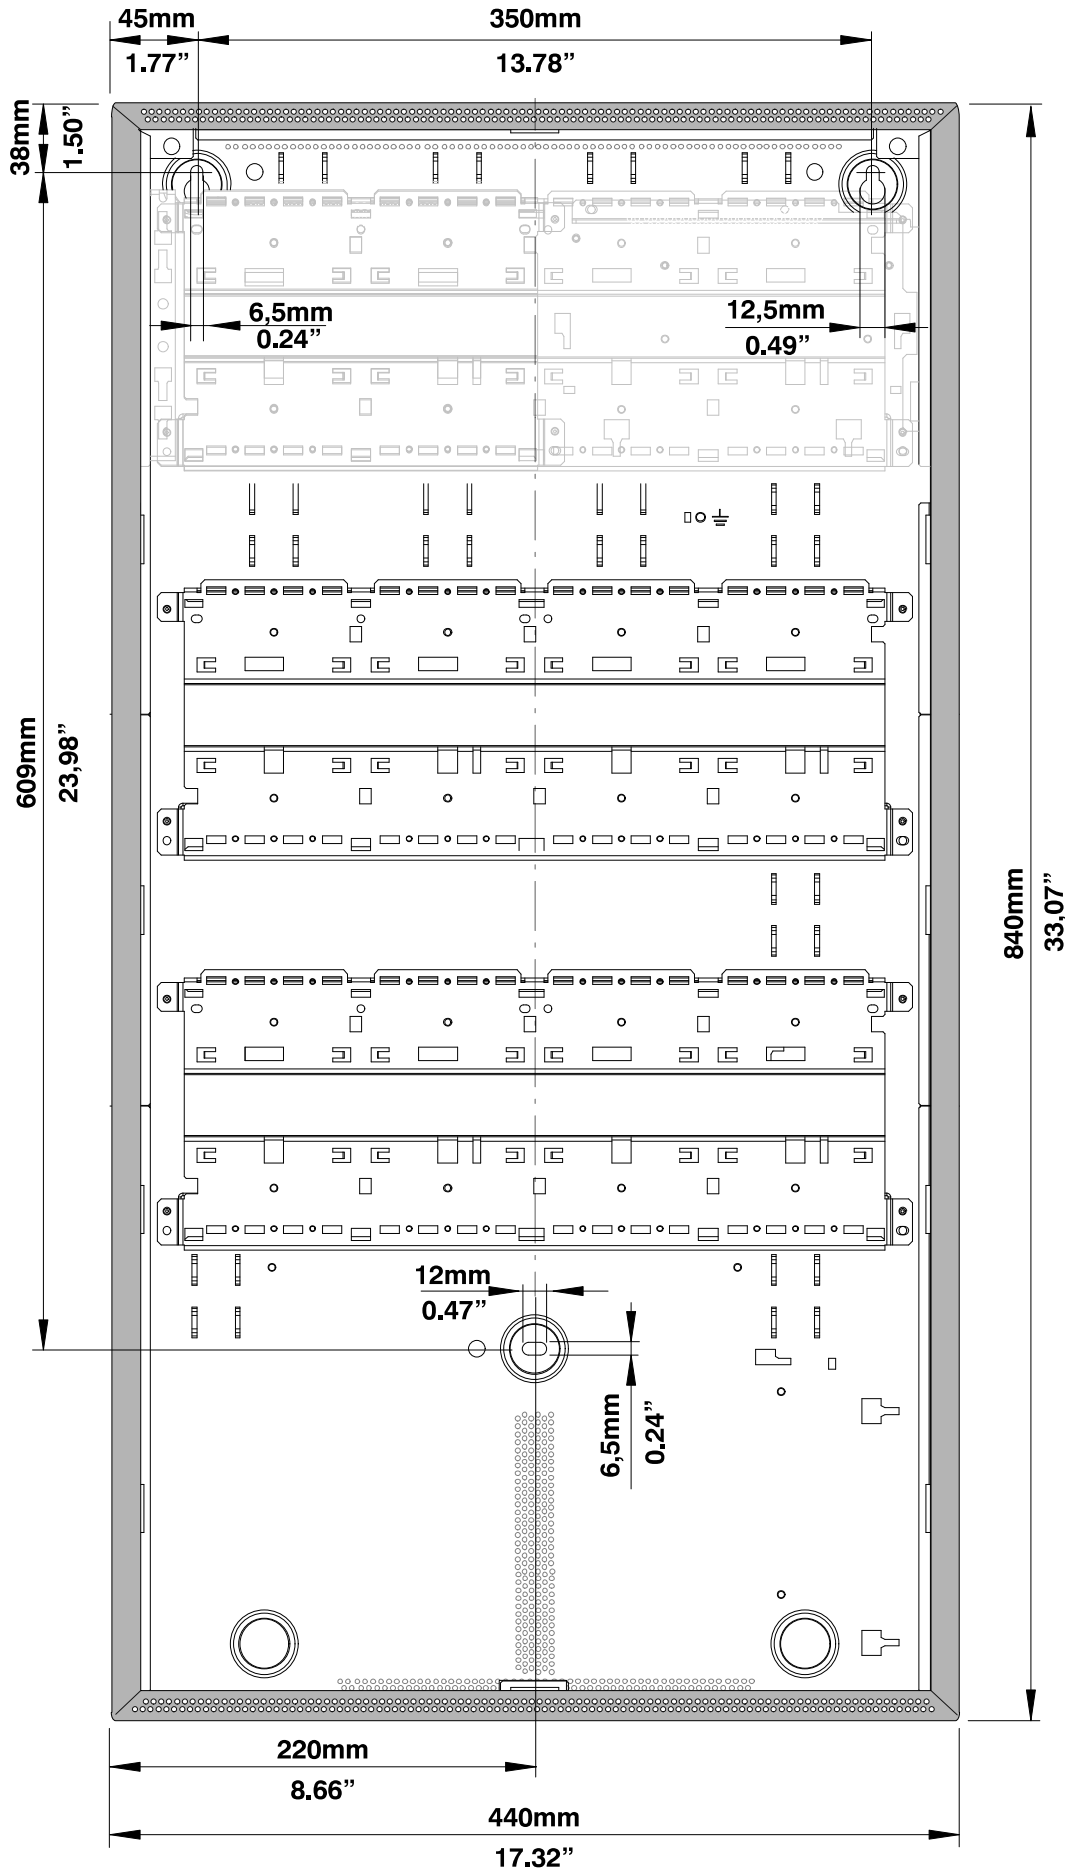 45mm
350mm
1.77”
13.78”
38mm
1.50”
6,5mm
0.24”
12,5mm
0.49”
609mm
23,98”
840mm
33,07”
12mm
0.47”
6,5mm
0.24”
220mm
8.66”
440mm
17.32”